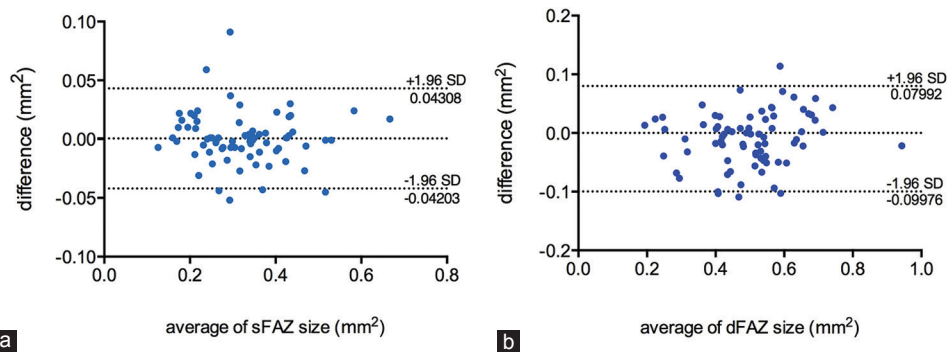 0.10
0.05
0.00
-0.05
-0.10
difference (mm²)
+1.96 SD
0.04308
-1.96 SD
-0.04203
0.0 0.2 0.4 0.6 0.8
average of sFAZ size (mm²)
a
0.2
0.1
0.0
-0.1
-0.2
difference (mm²)
+1.96 SD
0.07992
-1.96 SD
-0.09976
0.0 0.2 0.4 0.6 0.8 1.0
average of dFAZ size (mm²)
b